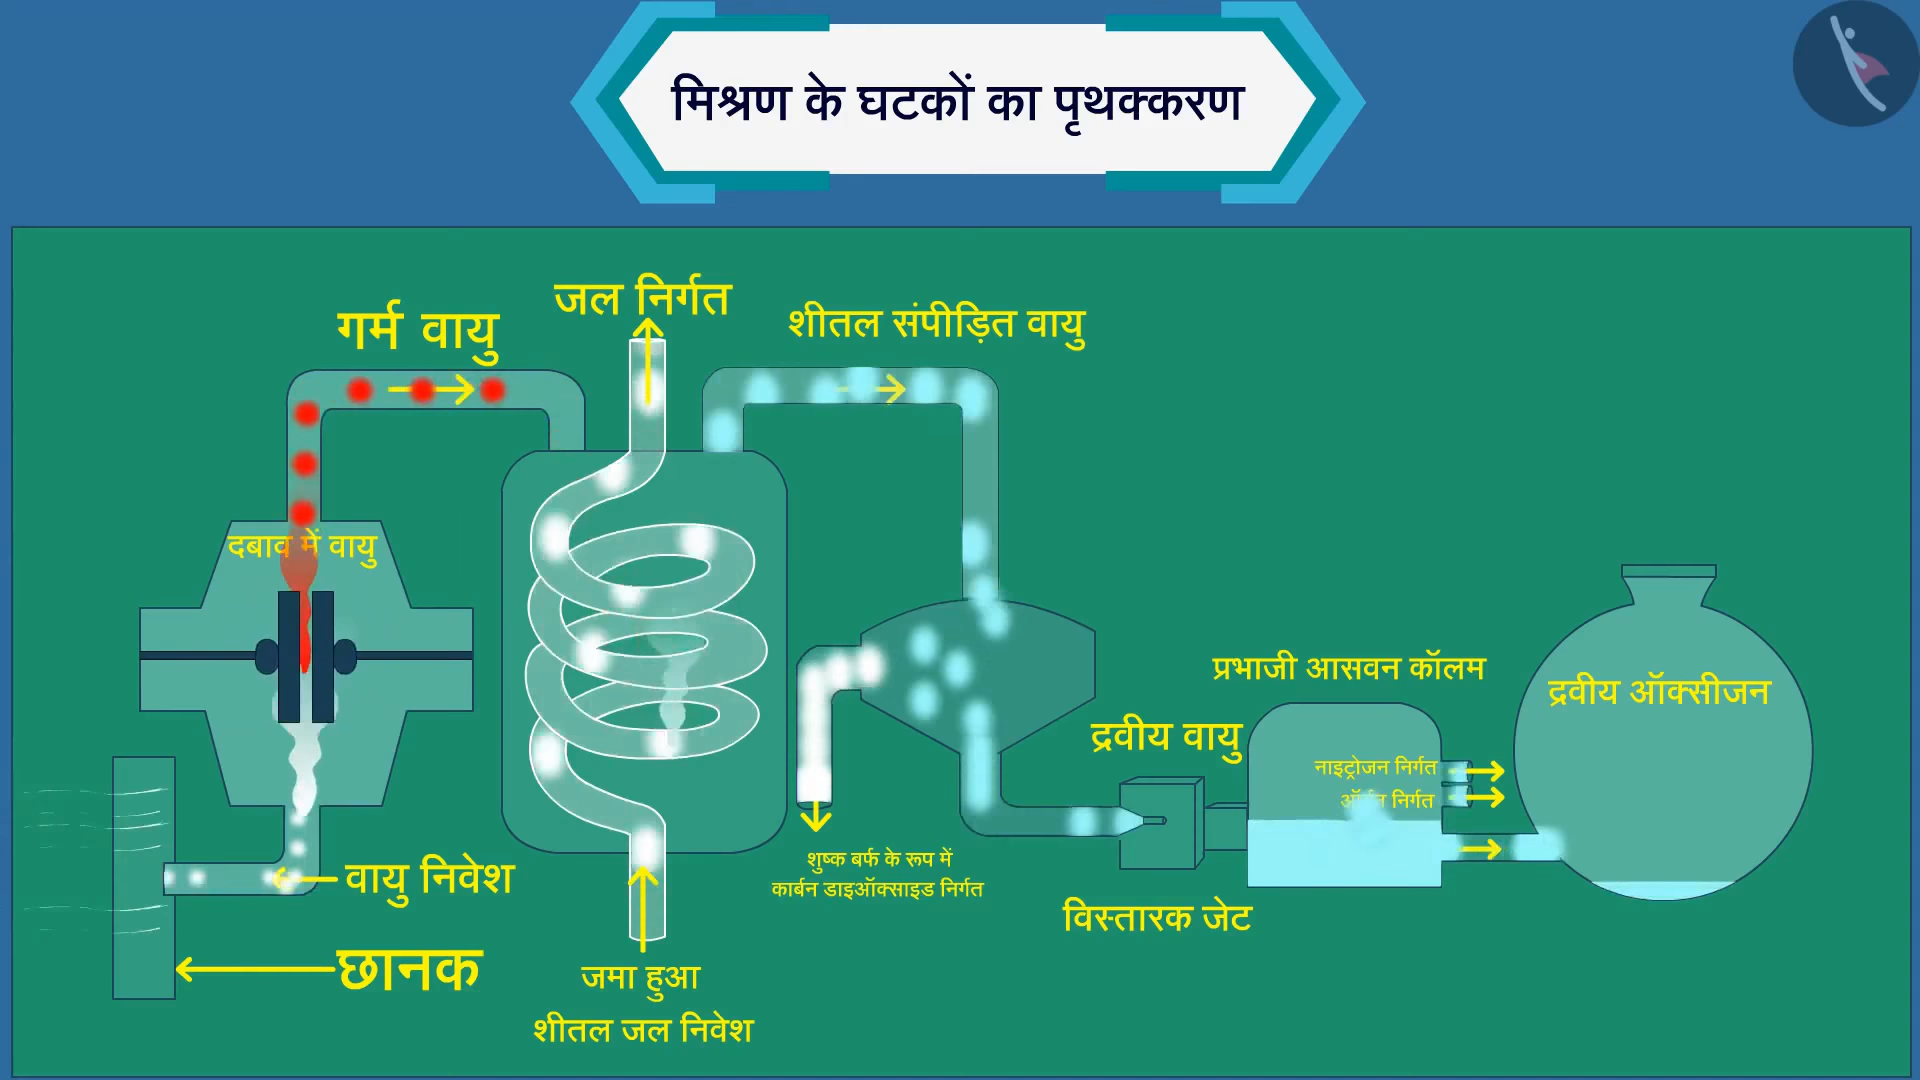 मिश्रण के घटकों का पृथक्करण
जल निर्गत
गर्म वायु
शीतल संपीड़ित वायु
दबाव में वायु
प्रभाजी आसवन कॉलम
द्रवीय ऑक्सीजन
द्रवीय वायु
नाइट्रोजन निर्गत
निर्गत
शुष्क बर्फ के रूप में
कार्बन डाइऑक्साइड निर्गत
वायु निवेश
विस्तारक जेट
छानक
जमा हुआ
शीतल जल निवेश